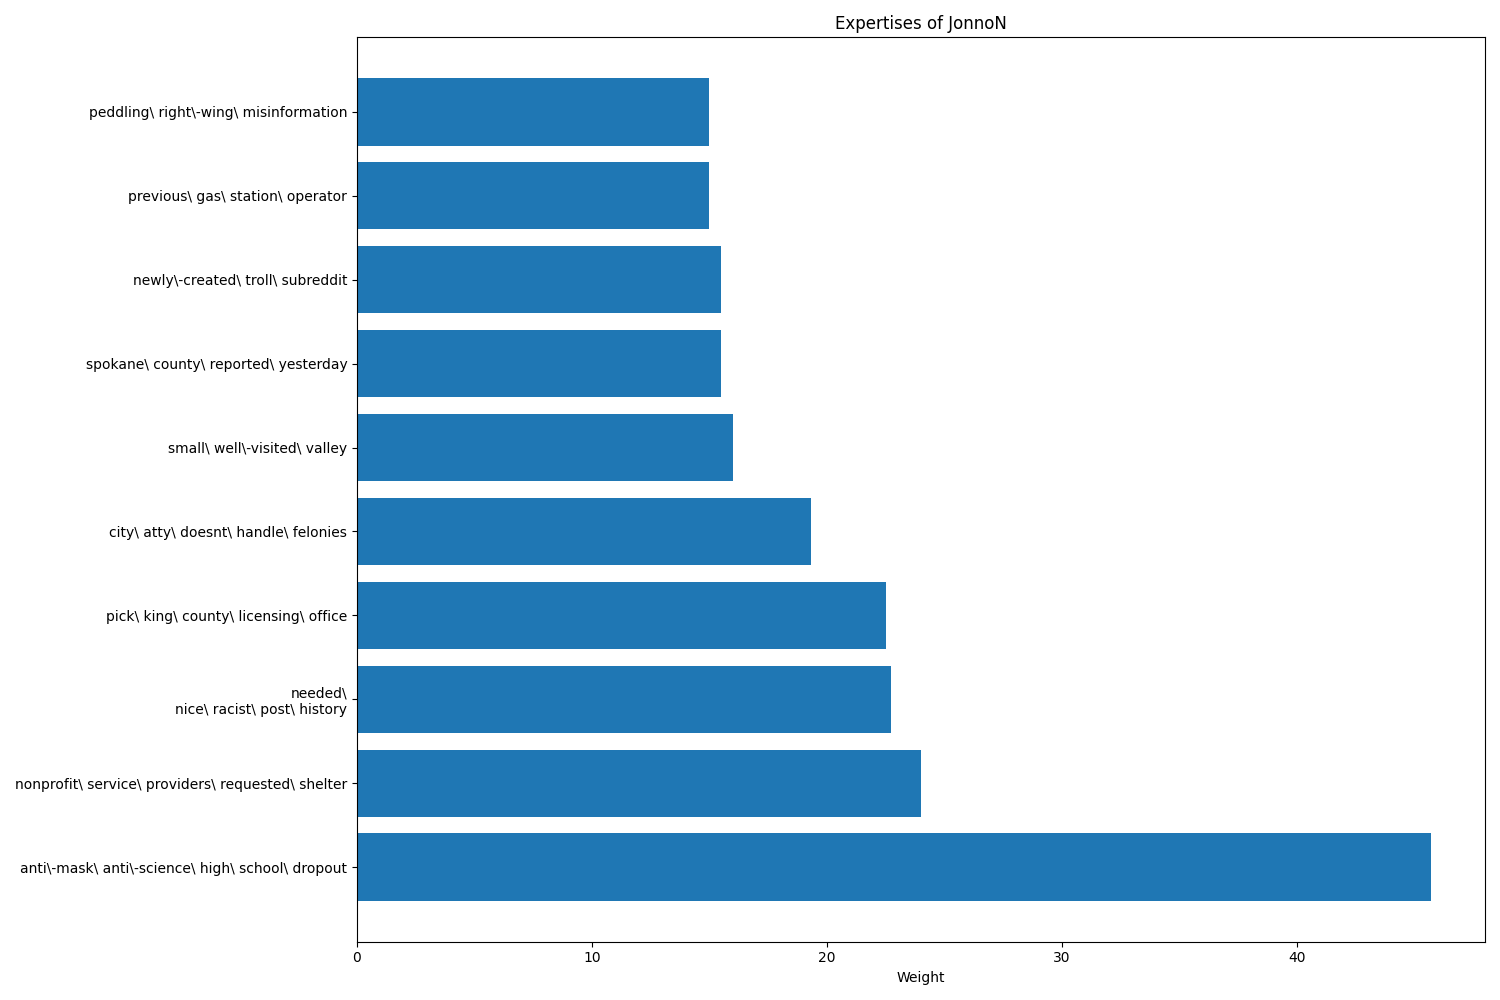 Expertises of JonnoN
peddling\ right\-wing\ misinformation
previous\ gas\ station\ operator
newly\-created\ troll\ subreddit
spokane\ county\ reported\ yesterday
small\ well\-visited\ valley
city\ atty\ doesnt\ handle\ felonies
pick\ king\ county\ licensing\ office
needed\
nice\ racist\ post\ history
nonprofit\ service\ providers\ requested\ shelter
anti\-mask\ anti\-science\ high\ school\ dropout
0 10 20 30 40
Weight